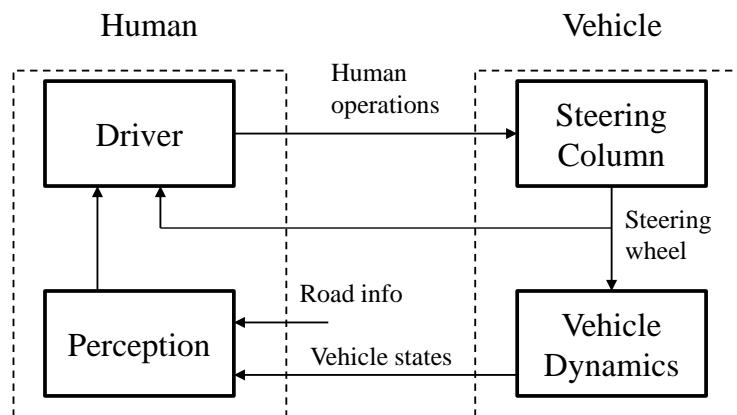 Human
Vehicle
Human
operations
Driver
Steering
Column
Steering
wheel
Road info
Perception
Vehicle states
Vehicle
Dynamics